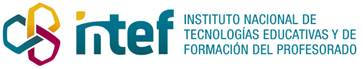 intef
INSTITUTO NACIONAL DE
TECNOLOGÍAS EDUCATIVAS Y DE
FORMACIÓN DEL PROFESORADO